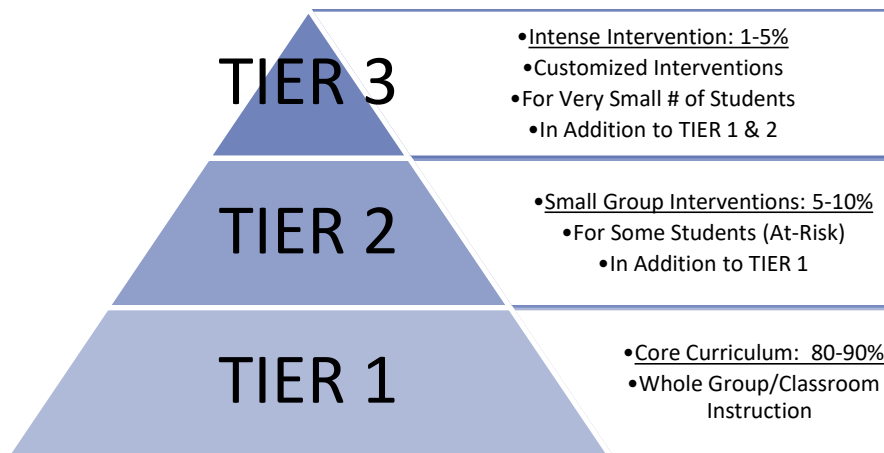 TIER 3
•Intense Intervention: 1-5%
•Customized Interventions
•For Very Small # of Students
•In Addition to TIER 1 & 2
TIER 2
•Small Group Interventions: 5-10%
•For Some Students (At-Risk)
•In Addition to TIER 1
TIER 1
•Core Curriculum:  80-90%
•Whole Group/Classroom
Instruction